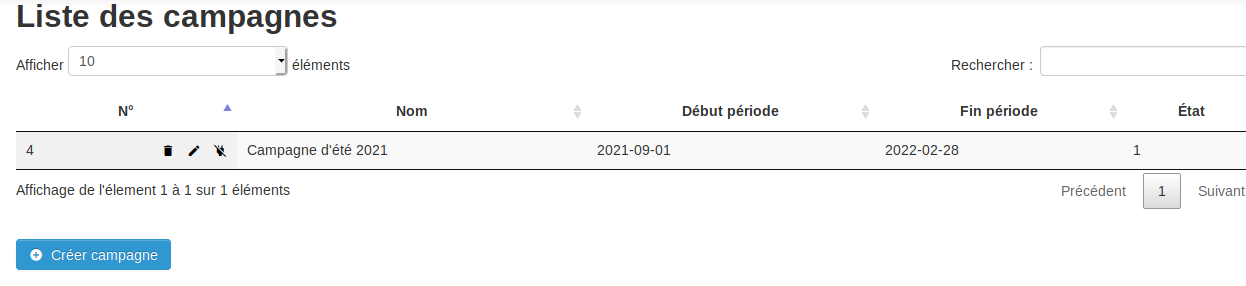 Liste des campagnes
Afficher 10 éléments Rechercher :
N° Nom Début période Fin période État
4 Campagne d'été 2021 2021-09-01 2022-02-28 1
Affichage de l'élement 1 à 1 sur 1 éléments Précédent 1 Suivant
Créer campagne